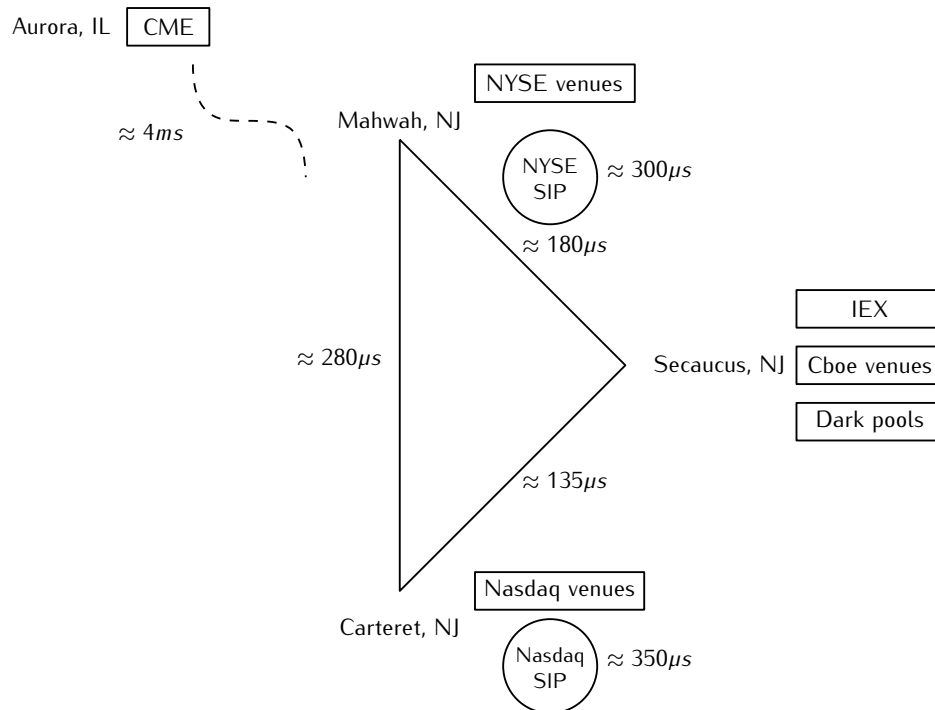 Aurora, IL CME
NYSE venues
≈ 4ms
Mahwah, NJ
NYSE
SIP
≈ 300μs
≈ 180μs
IEX
≈ 280μs
Secaucus, NJ
Cboe venues
Dark pools
≈ 135μs
Nasdaq venues
Carteret, NJ
Nasdaq
SIP
≈ 350μs